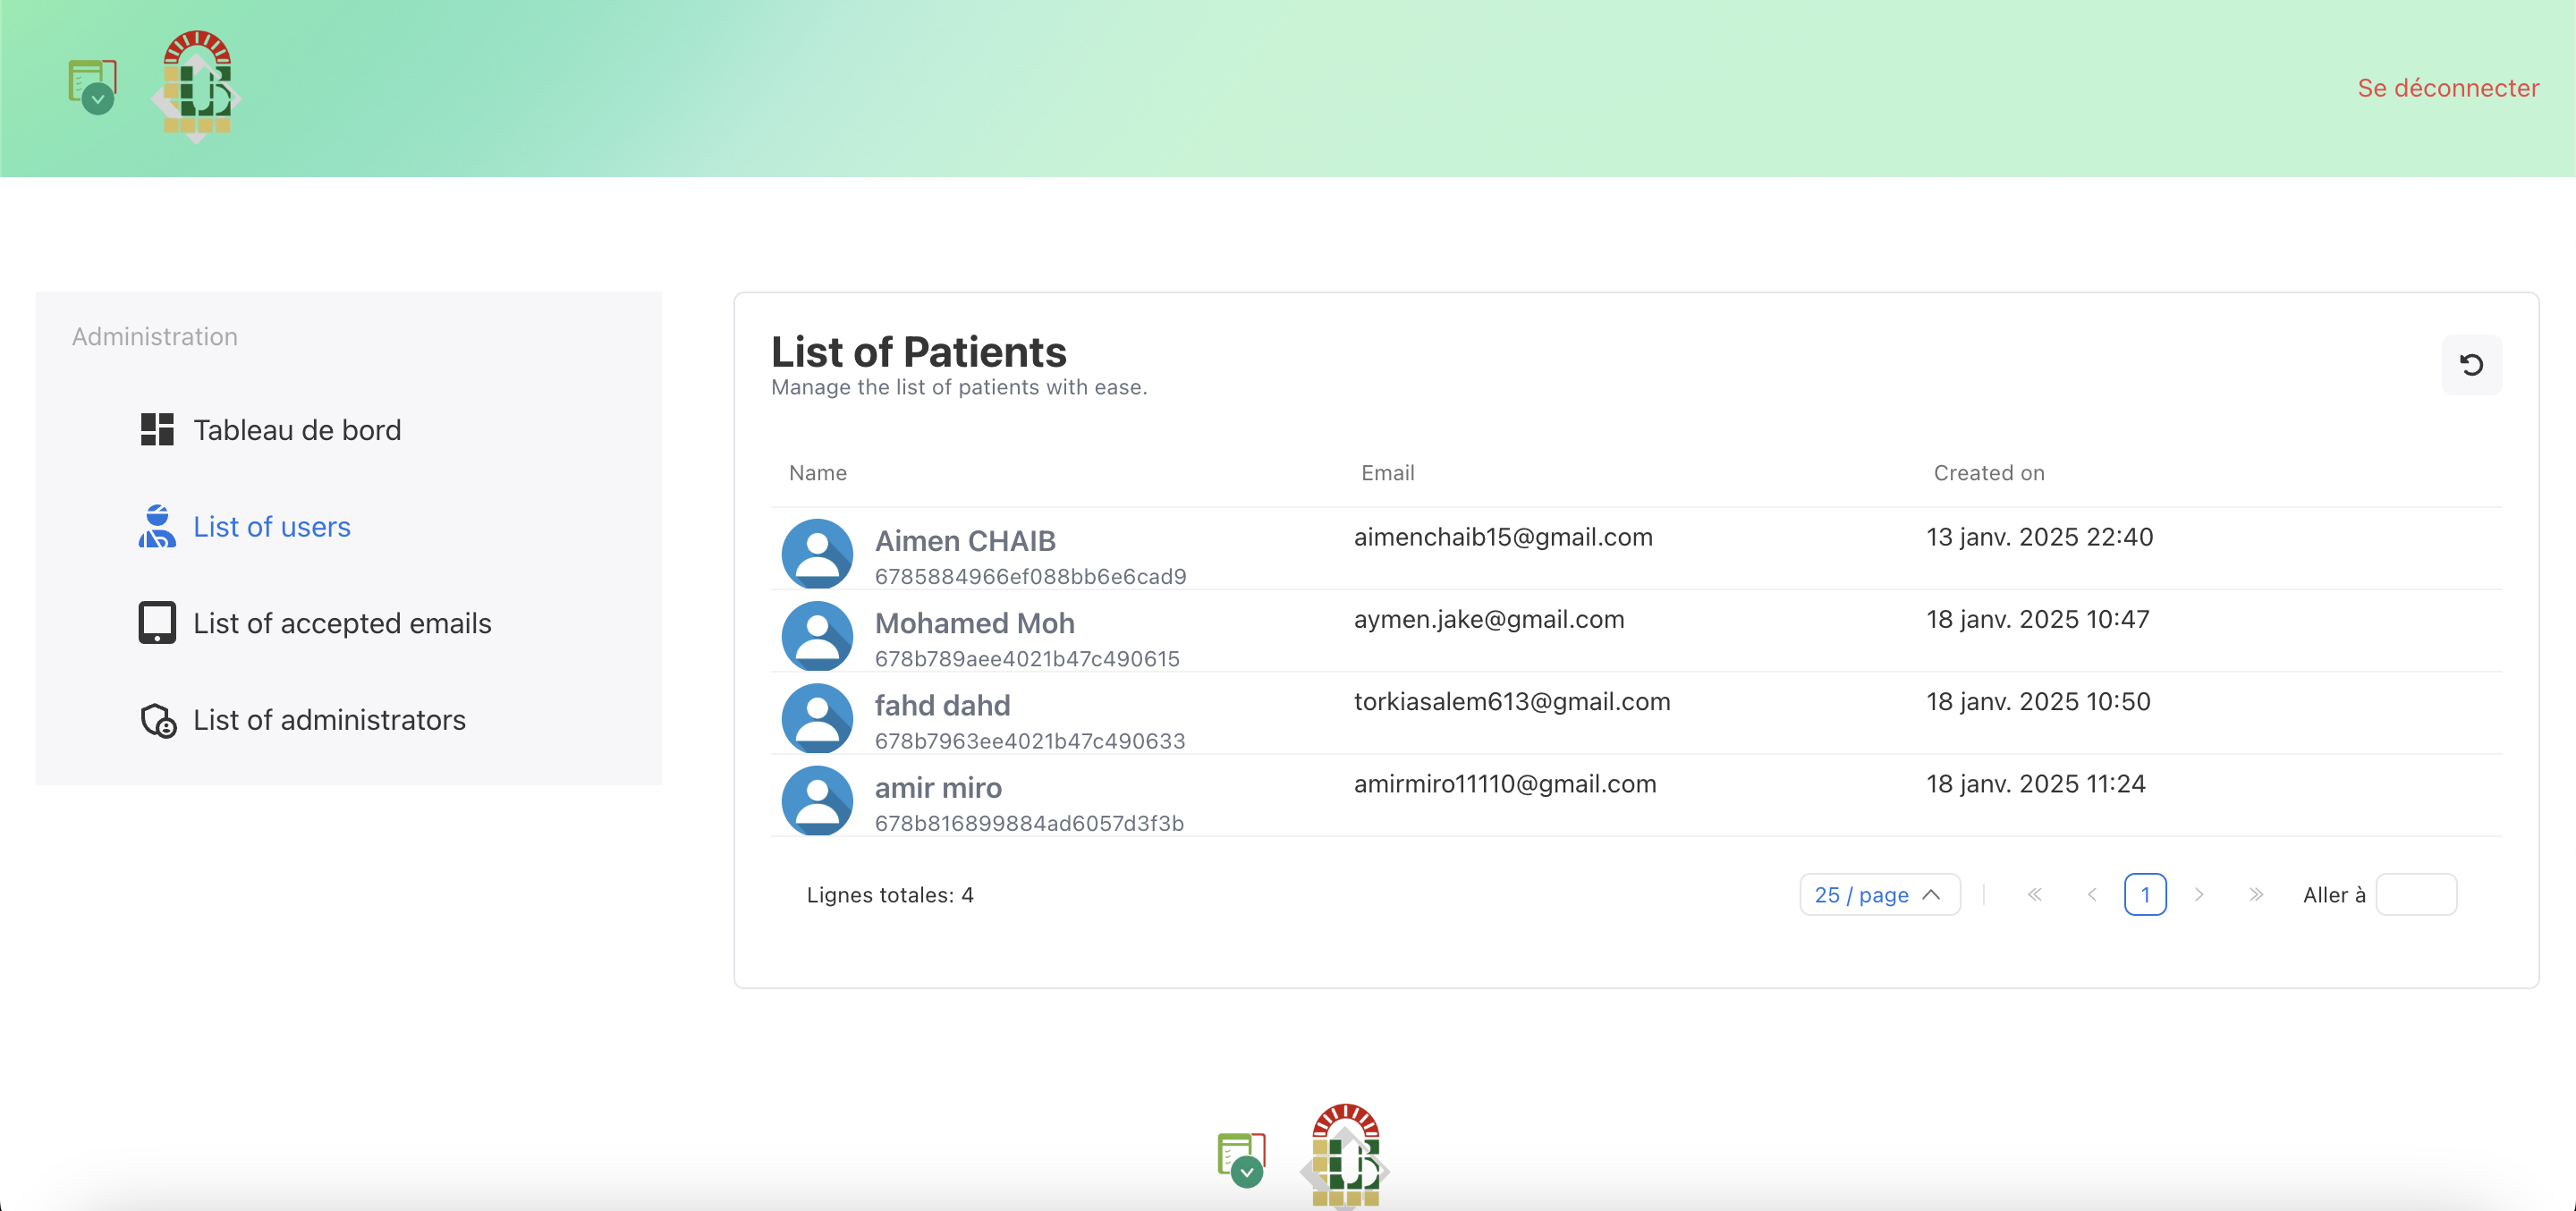 Se déconnecter
Administration
Tableau de bord
List of users
List of accepted emails
List of administrators
List of Patients
Manage the list of patients with ease.
Name Email Created on
Aimen CHAIB aimenchaib15@gmail.com 13 janv. 2025 22:40
6785884966ef088bb6e6cad9
Mohamed Moh aymen.jake@gmail.com 18 janv. 2025 10:47
678b789aee4021b47c490615
fahd dahd torkiasalem613@gmail.com 18 janv. 2025 10:50
678b7963ee4021b47c490633
amir miro amirmiro11110@gmail.com 18 janv. 2025 11:24
678b816899884ad6057d3f3b
Lignes totales: 4 25 / page 1 Aller à